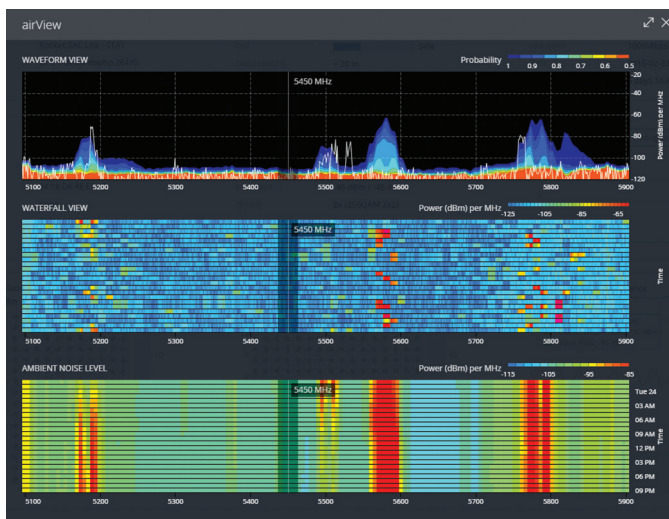 airView
WAVEFORM VIEW
Probability
1 0.9 0.8 0.7 0.6 0.5
5450 MHz
-20
-40
-60
-80
-100
-120
Power (dBm) per MHz
5100 5200 5300 5400 5500 5600 5700 5800 5900
WATERFALL VIEW
Power (dBm) per MHz
-125 -105 -85 -65
5450 MHz
Time
5100 5200 5300 5400 5500 5600 5700 5800 5900
AMBIENT NOISE LEVEL
Power (dBm) per MHz
-115 -105 -95 -85
5450 MHz
Tue 24
03 AM
06 AM
09 AM
12 PM
03 PM
06 PM
09 PM
Time
5100 5200 5300 5400 5500 5600 5700 5800 5900